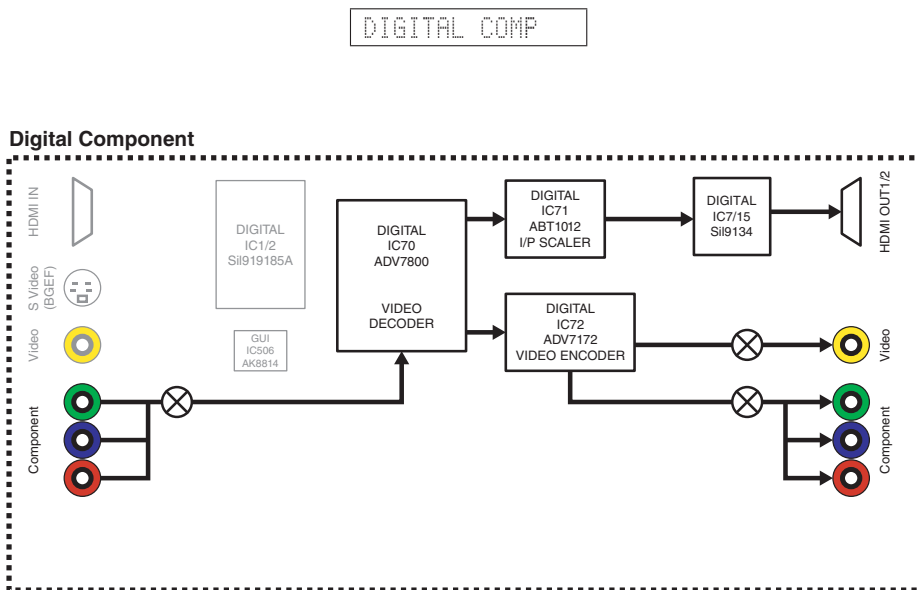 DIGITAL COMP
Digital Component
HDMI IN
S Video
(BGEF)
Video
Component
DIGITAL
IC1/2
SiI919185A
GUI
IC506
AK8814
DIGITAL
IC70
ADV7800
VIDEO
DECODER
DIGITAL
IC71
ABT1012
I/P SCALER
DIGITAL
IC7/15
SiI9134
DIGITAL
IC72
ADV7172
VIDEO ENCODER
HDMI OUT1/2
Video
Component